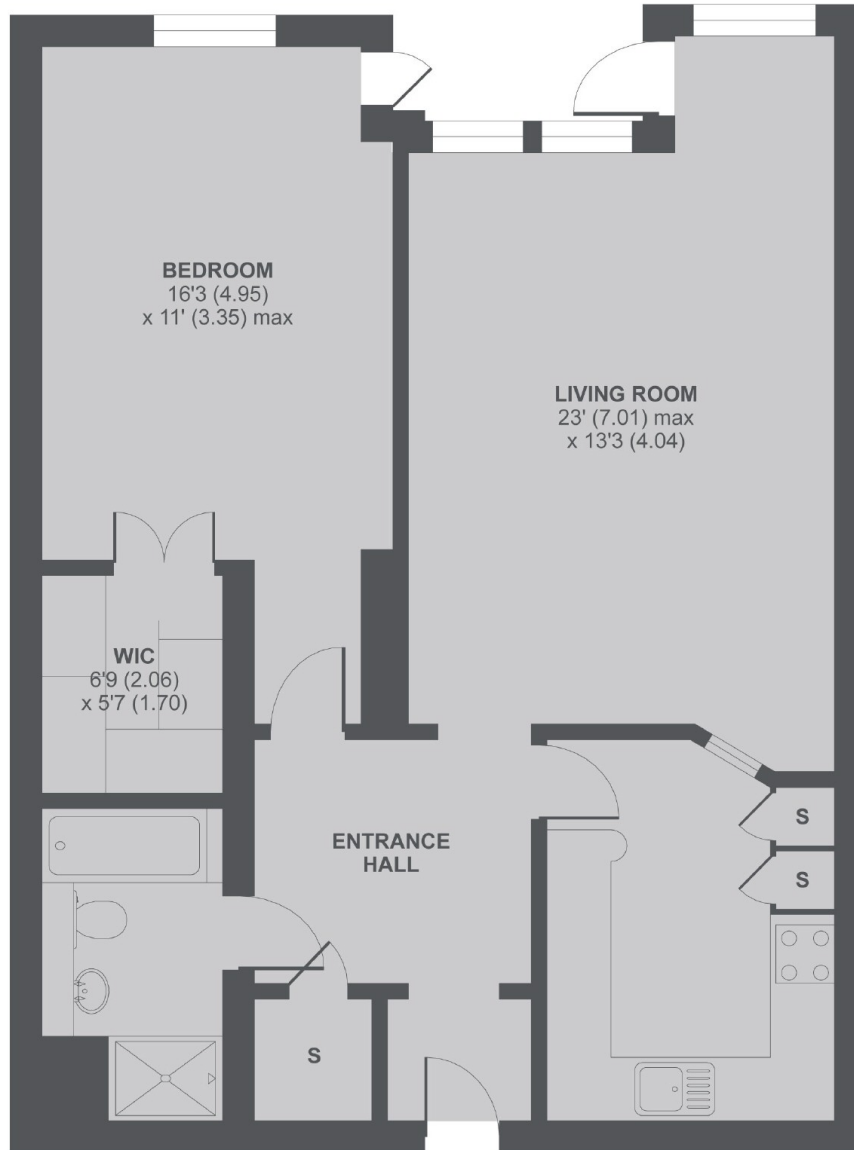 BEDROOM
16'3 (4.95)
x 11' (3.35) max
LIVING ROOM
23' (7.01) max
x 13'3 (4.04)
WIC
6'9 (2.06)
x 5'7 (1.70)
ENTRANCE
HALL
S
S
S